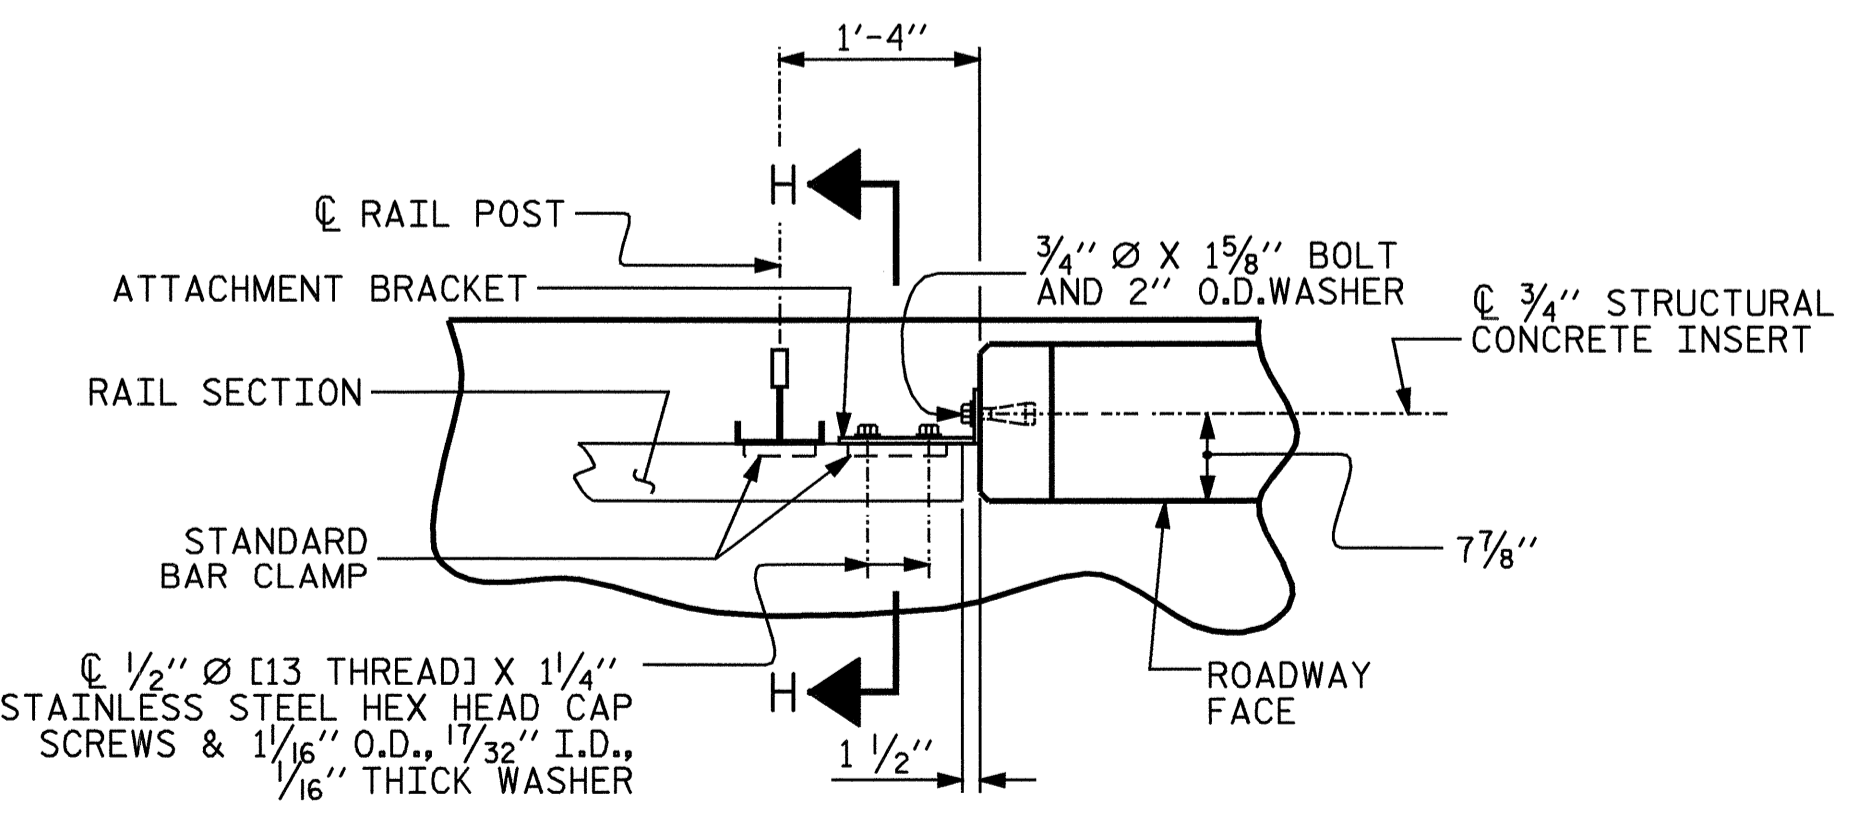 1'-4"
H
℄ RAIL POST
ATTACHMENT BRACKET
3/4" Ø X 1 5/8" BOLT
AND 2" O.D.WASHER
℄ 3/4" STRUCTURAL
CONCRETE INSERT
RAIL SECTION
STANDARD
BAR CLAMP
7 7/8"
℄ 1/2" Ø [13 THREAD] X 1 1/4"
STAINLESS STEEL HEX HEAD CAP
SCREWS & 1 1/16" O.D., 17/32" I.D.,
1/16" THICK WASHER
H
ROADWAY
FACE
1 1/2"